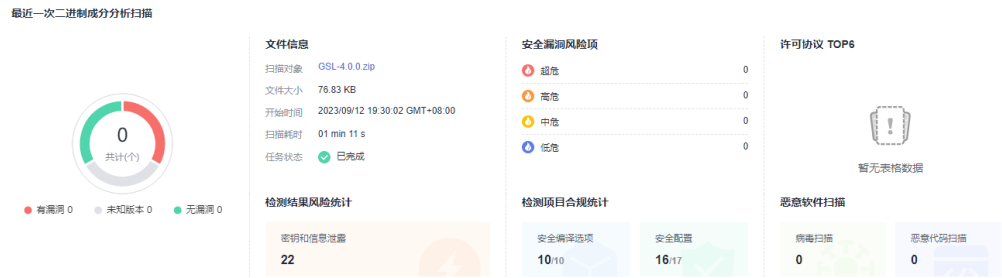 最近一次二进制成分分析扫描
0
共计(个)
有漏洞 0 未知版本 0 无漏洞 0
文件信息
扫描对象 GSL-4.0.0.zip
文件大小 76.83 KB
开始时间 2023/09/12 19:30:02 GMT+08:00
扫描耗时 01 min 11 s
任务状态 已完成
安全漏洞风险项
超危 0
高危 0
中危 0
低危 0
许可协议 TOP6
暂无表格数据
检测结果风险统计
密钥和信息泄露
22
检测项目合规统计
安全编译选项
10/10
安全配置
16/17
恶意软件扫描
病毒扫描
0
恶意代码扫描
0